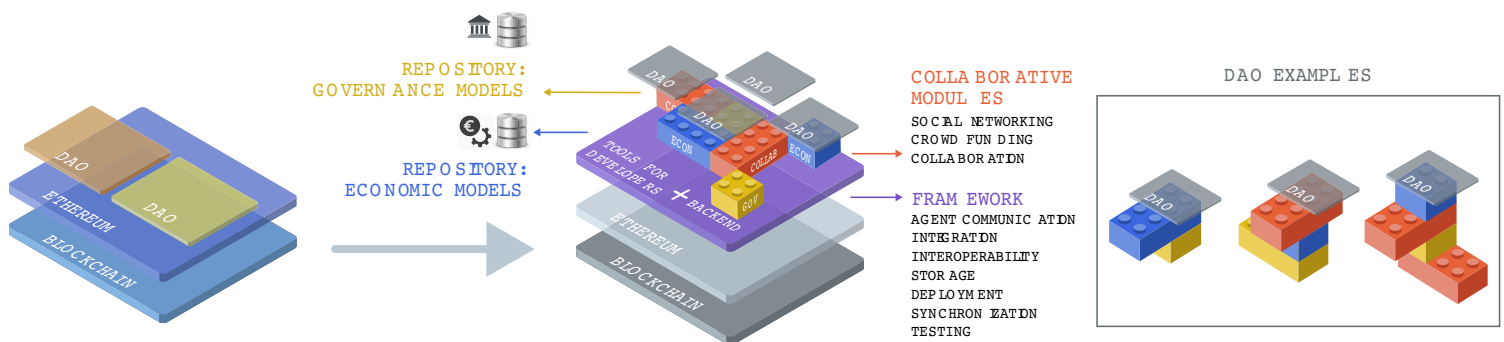 DAO
DAO
ETHEREUM
BLOCKCHAIN
REPOSITORY:
GOVERNANCE MODELS
€
REPOSITORY:
ECONOMIC MODELS
DAO
DAO
DAO
DAO
ECON
COLLAB
ECON
GOV
TOOLS FOR
DEVELOPERS
+
BACKEND
ETHEREUM
BLOCKCHAIN
COLLABORATIVE
MODULES
SOCIAL NETWORKING
CROWDFUNDING
COLLABORATION
FRAMEWORK
AGENT COMMUNICATION
INTEGRATION
INTEROPERABILITY
STORAGE
DEPLOYMENT
SYNCHRONIZATION
TESTING
DAO EXAMPLES
DAO
DAO
DAO